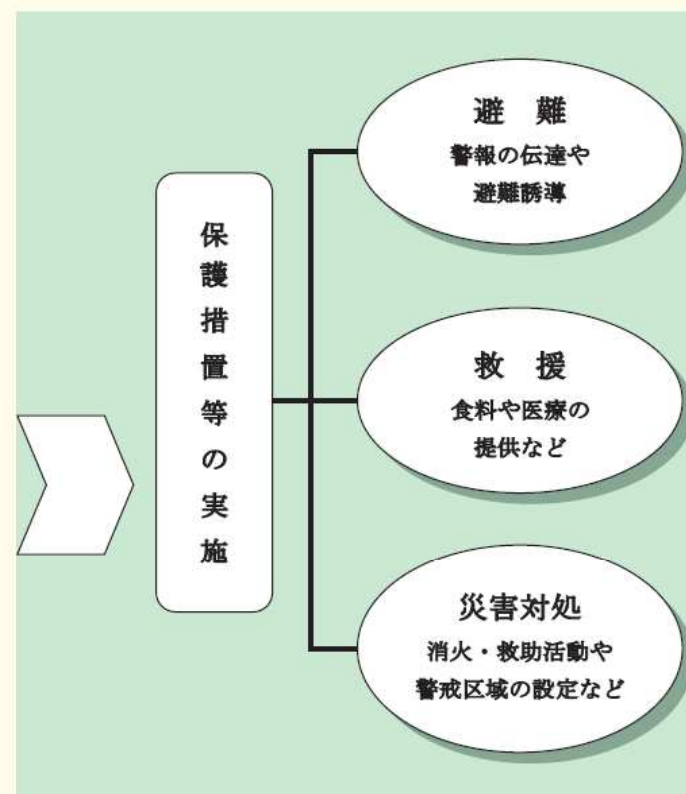 保護措置等の実施
避　難
警報の伝達や
避難誘導
救　援
食料や医療の
提供など
災害対処
消火・救助活動や
警戒区域の設定など